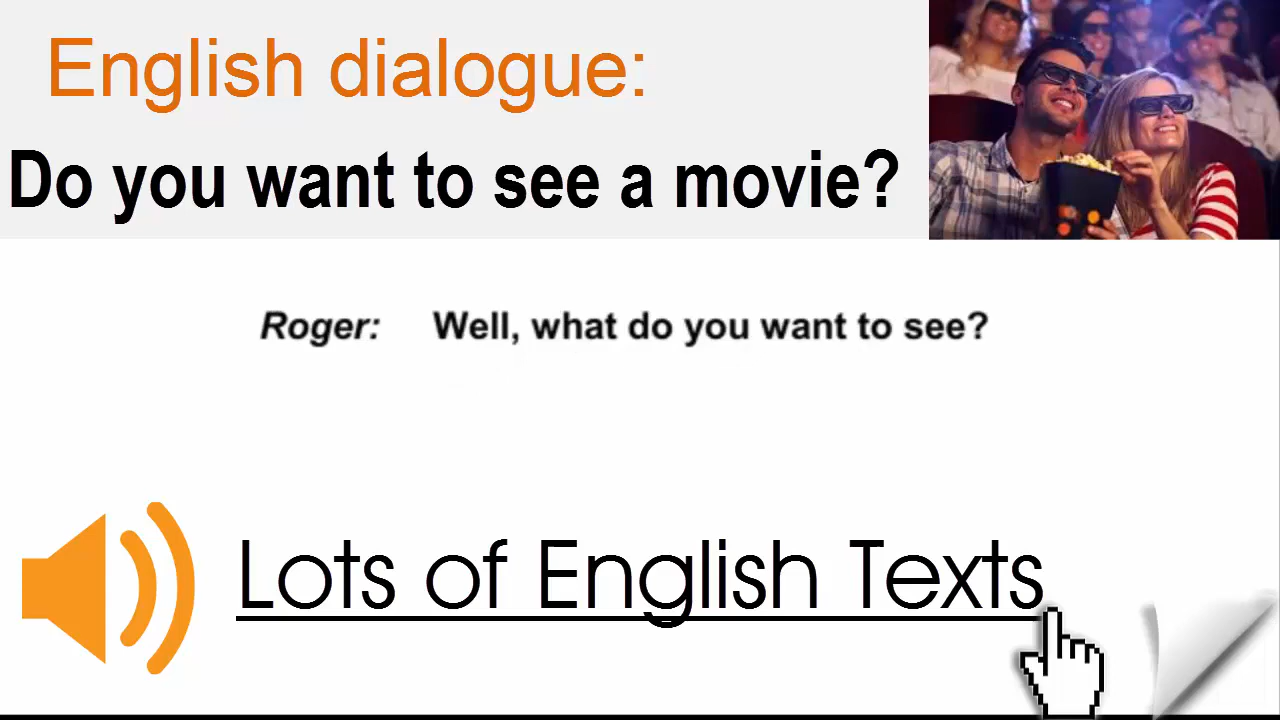 English dialogue:
Do you want to see a movie?
Roger: Well, what do you want to see?
Lots of English Texts